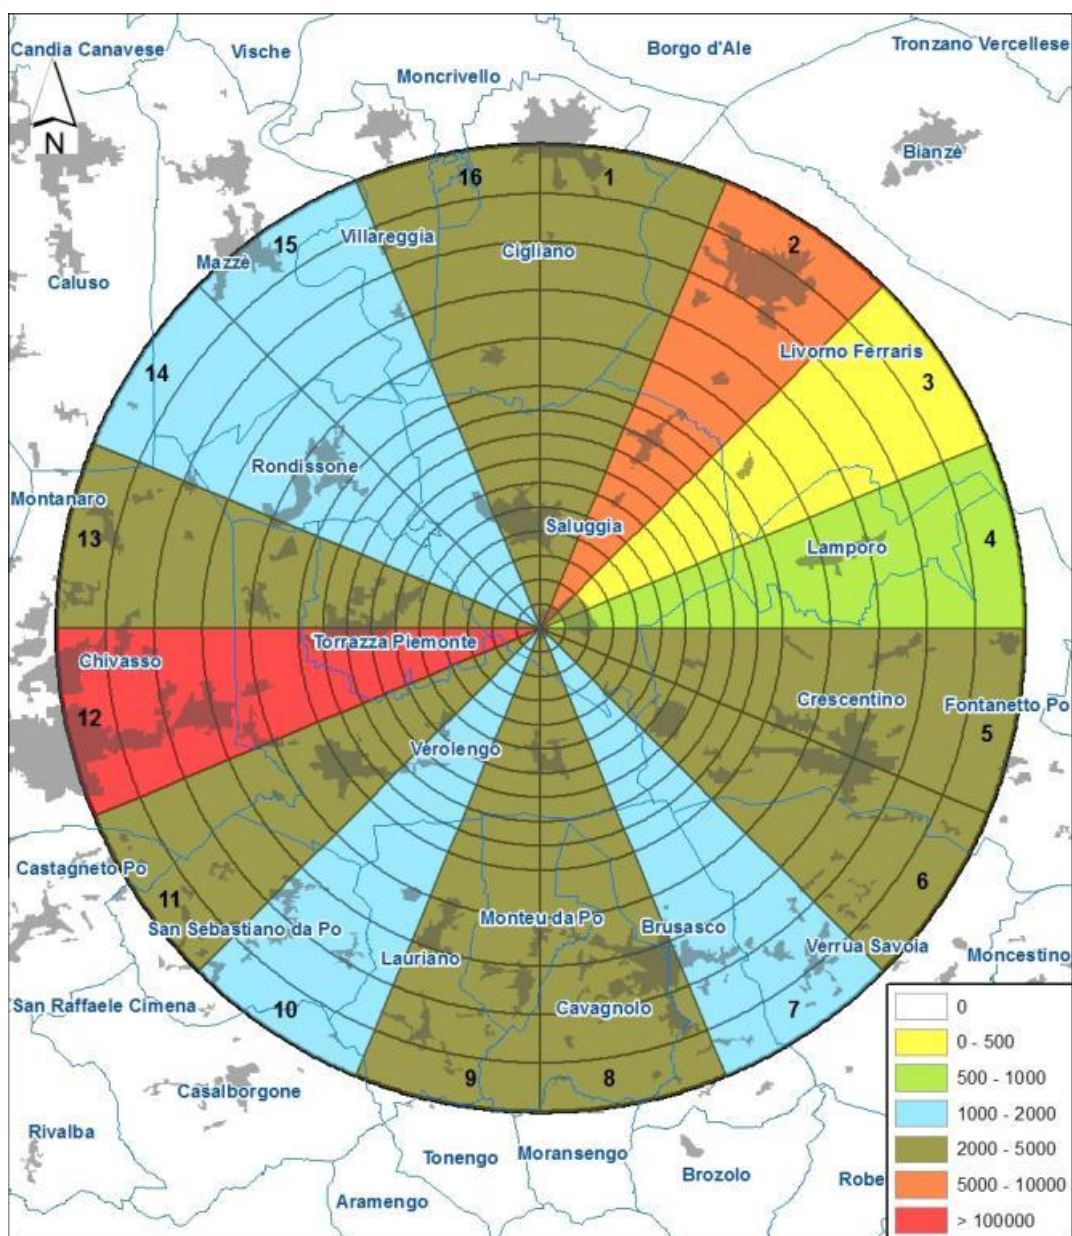 Candia Canavese
Vische
Borgo d'Ale
Tronzano Vercellese
Moncrivello
N
Bianzè
16
1
15
Villareggia
Cigliano
2
Mazzè
Caluso
14
Livorno Ferraris
3
Rondissone
Montanaro
13
Saluggia
Lamporo
4
Chivasso
Torrazza Piemonte
12
Crescentino
Fontanetto Po
5
Verolengo
Castagneto Po
11
6
San Sebastiano da Po
Monteu da Po
Brusasco
Lauriano
Verrua Savoia
Moncestino
San Raffaele Cimena
10
Cavagnolo
7
9
8
Casalborgone
Rivalba
Tonengo
Moransengo
Brozolo
Robe
Aramengo
0
0 - 500
500 - 1000
1000 - 2000
2000 - 5000
5000 - 10000
> 100000